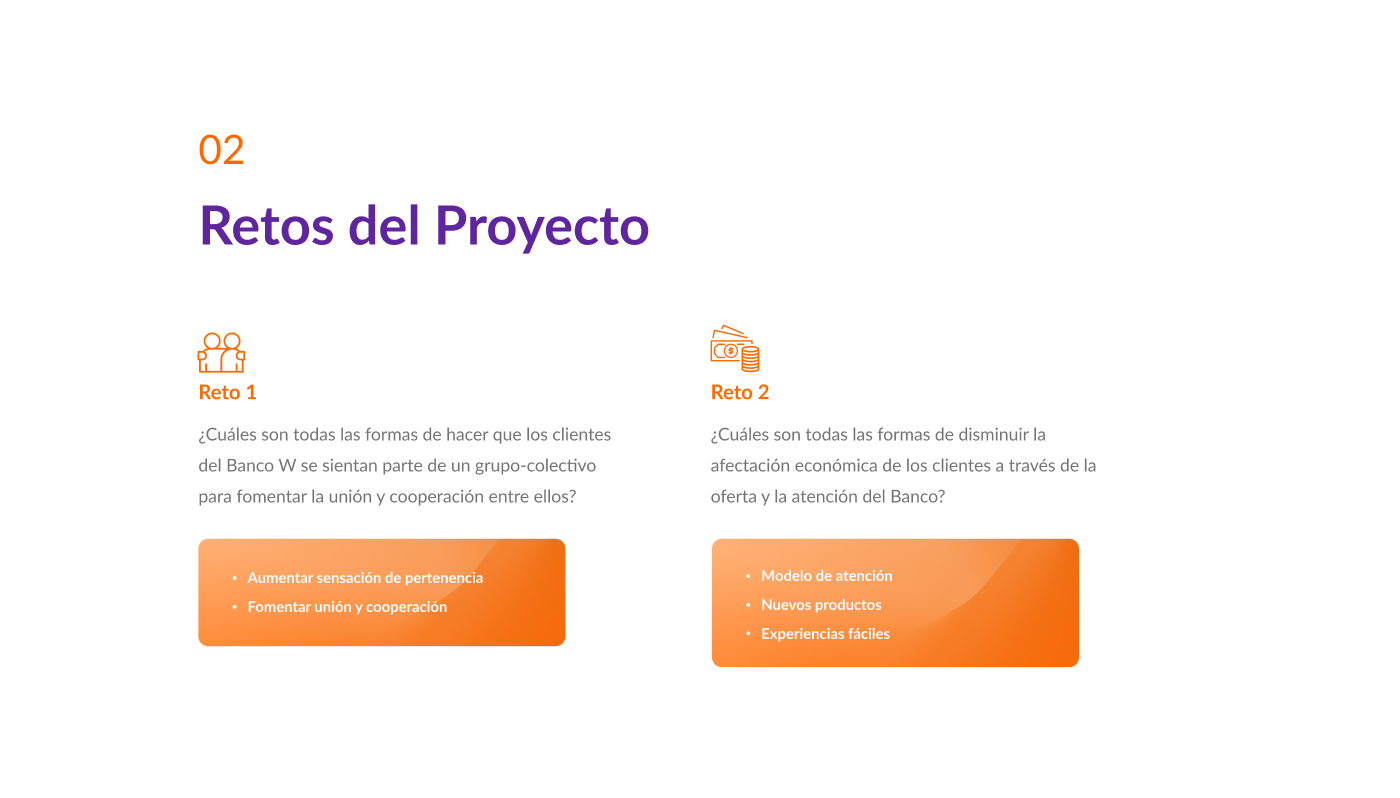 02
Retos del Proyecto
Reto 1
¿Cuáles son todas las formas de hacer que los clientes
del Banco W se sientan parte de un grupo-colectivo
para fomentar la unión y cooperación entre ellos?
• Aumentar sensación de pertenencia
• Fomentar unión y cooperación
Reto 2
¿Cuáles son todas las formas de disminuir la
afectación económica de los clientes a través de la
oferta y la atención del Banco?
• Modelo de atención
• Nuevos productos
• Experiencias fáciles